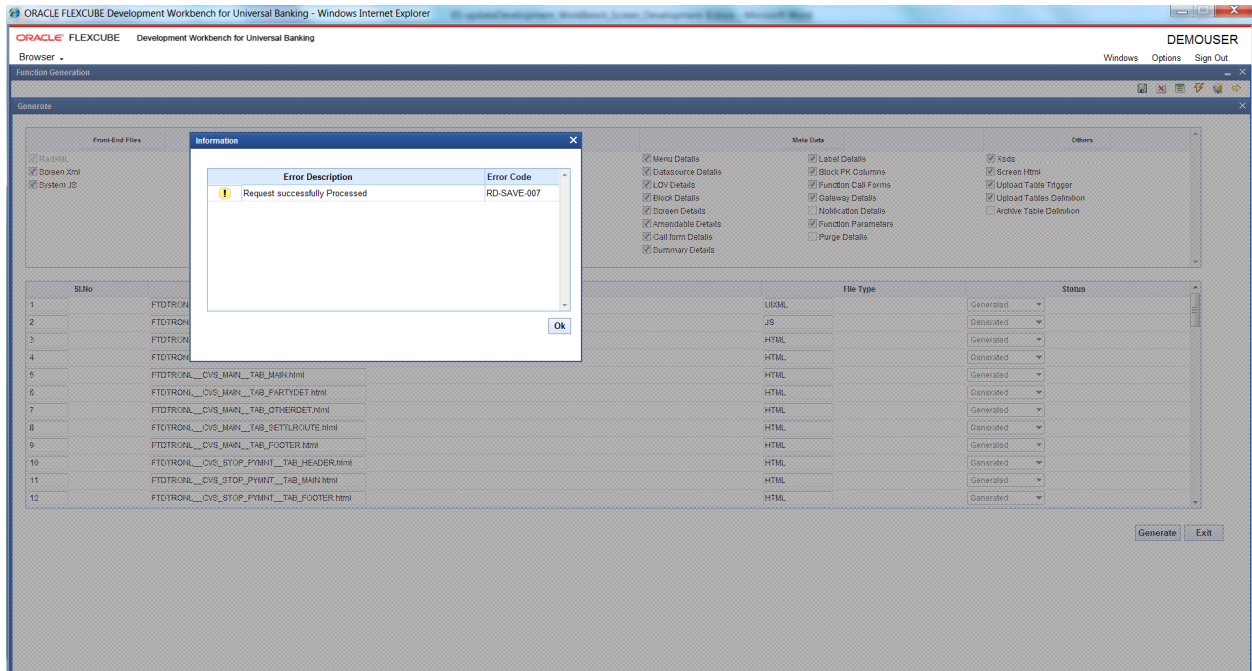 ORACLE FLEXCUBE Development Workbench for Universal Banking - Windows Internet Explorer
ORACLE FLEXCUBE Development Workbench for Universal Banking
DEMOUSER
Browser
Windows Options Sign Out
Function Generation
Generate
Front-End Files Meta Data Others
RadXML
Screen Xml
System JS
Menu Details
Datasource Details
LOV Details
Block Details
Screen Details
Amendable Details
Call form Details
Summary Details
Label Details
Block PK Columns
Function Call Forms
Gateway Details
Notification Details
Function Parameters
Purge Details
Xsds
Screen Html
Upload Table Trigger
Upload Tables Definition
Archive Table Definition
Information
Error Description Error Code
Request successfully Processed RD-SAVE-007
Ok
Sl.No File Type Status
1 FTDTRON UIXML Generated
2 FTDTRON JS Generated
3 FTDTRON HTML Generated
4 FTDTRON HTML Generated
5 FTDTRONL__CVS_MAIN__TAB_MAIN.html HTML Generated
6 FTDTRONL__CVS_MAIN__TAB_PARTYDET.html HTML Generated
7 FTDTRONL__CVS_MAIN__TAB_OTHERDET.html HTML Generated
8 FTDTRONL__CVS_MAIN__TAB_SETTLROUTE.html HTML Generated
9 FTDTRONL__CVS_MAIN__TAB_FOOTER.html HTML Generated
10 FTDTRONL__CVS_STOP_PYMNT__TAB_HEADER.html HTML Generated
11 FTDTRONL__CVS_STOP_PYMNT__TAB_MAIN.html HTML Generated
12 FTDTRONL__CVS_STOP_PYMNT__TAB_FOOTER.html HTML Generated
Generate Exit